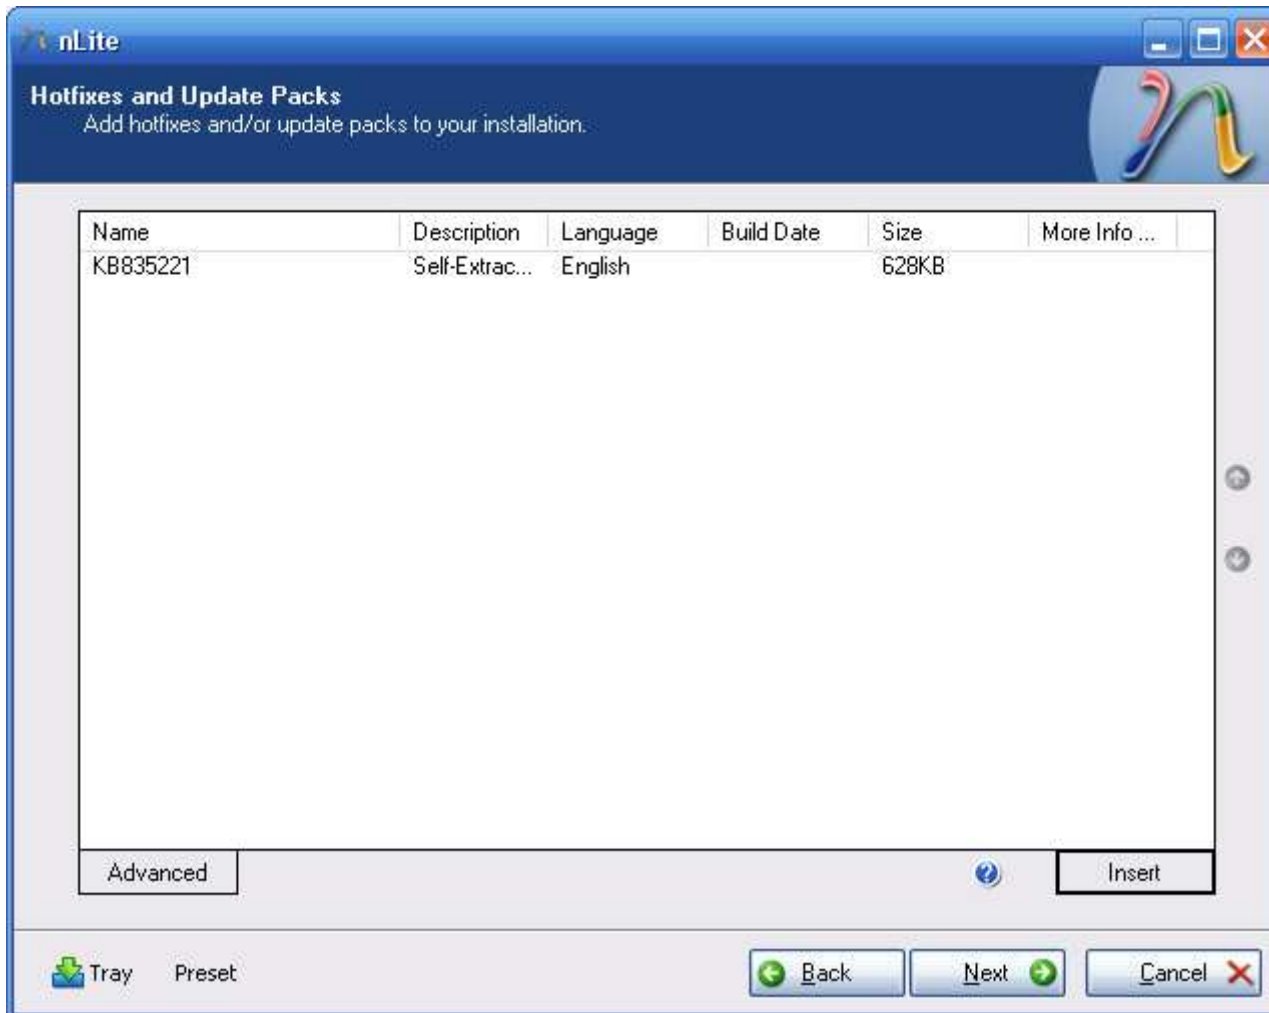 nLite
Hotfixes and Update Packs
Add hotfixes and/or update packs to your installation.
Name Description Language Build Date Size More Info ...
KB835221 Self-Extrac... English 628KB
Advanced Insert
Tray Preset Back Next Cancel